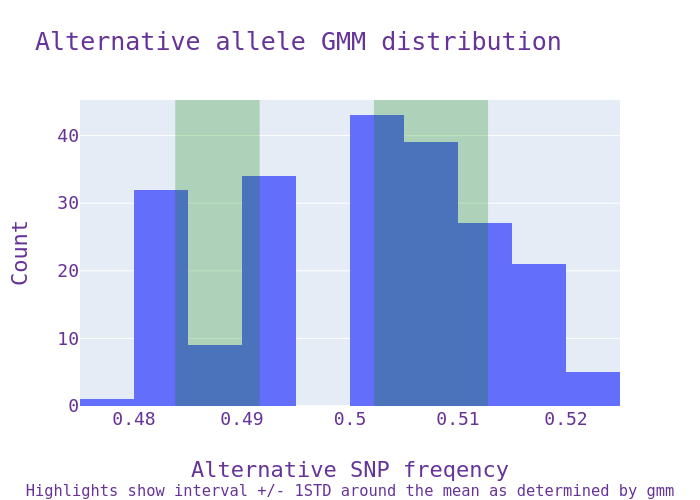 Alternative allele GMM distribution
Count
40
30
20
10
0
0.48 0.49 0.5 0.51 0.52
Alternative SNP freqency
Highlights show interval +/- 1STD around the mean as determined by gmm